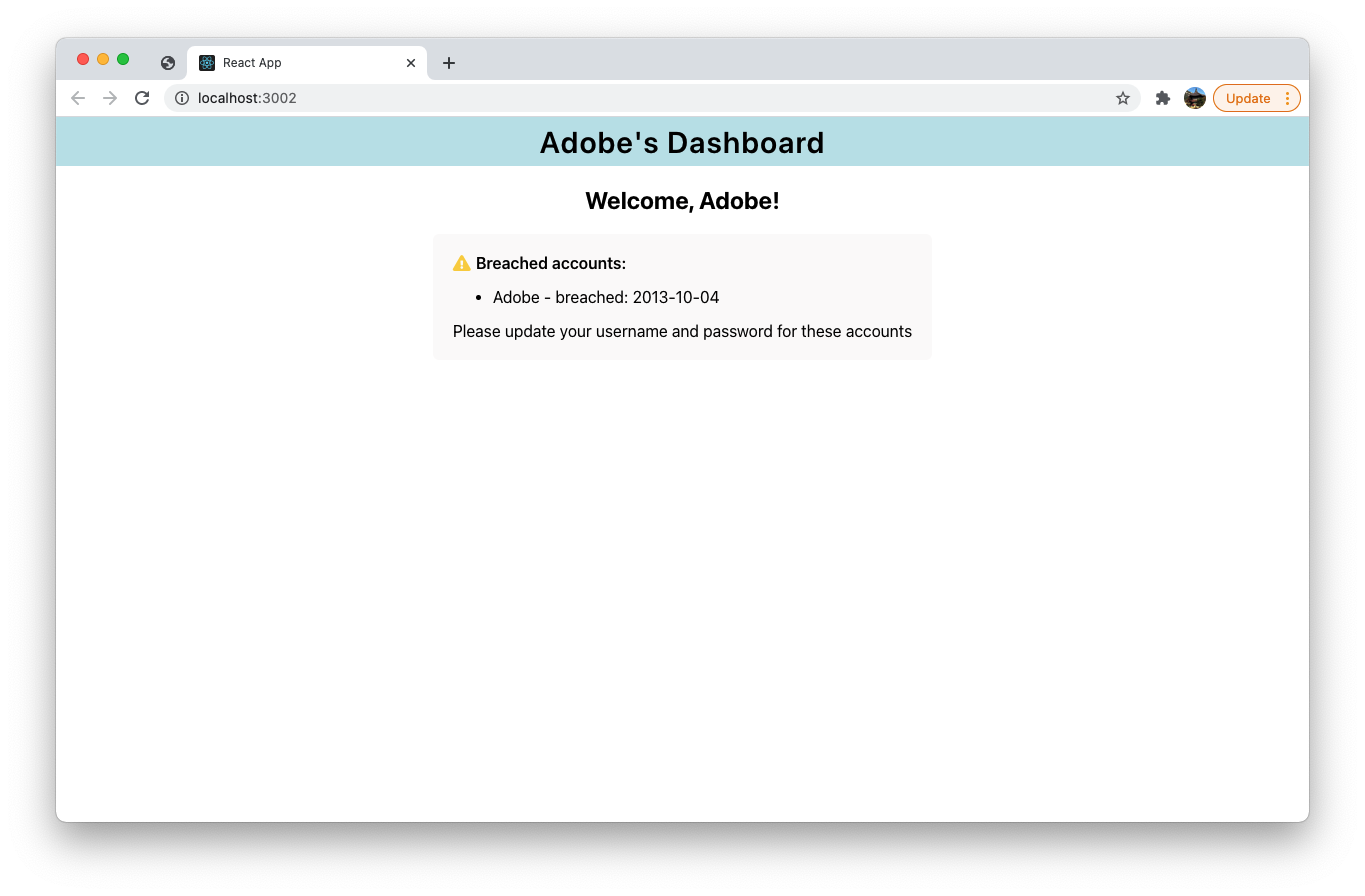 React App
localhost:3002
Update
Adobe's Dashboard
Welcome, Adobe!
Breached accounts:
Adobe - breached: 2013-10-04
Please update your username and password for these accounts